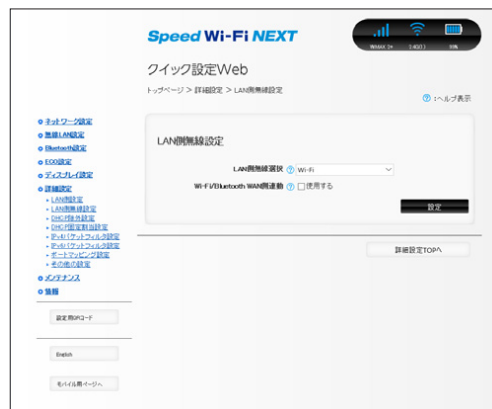 Speed Wi-Fi NEXT
WiMAX 2+
2.4G(1)
クイック設定Web
トップページ > 詳細設定 > LAN側無線設定
?:ヘルプ表示
ネットワーク設定
無線LAN設定
Bluetooth設定
ECO設定
ディスプレイ設定
詳細設定
LAN側設定
LAN側無線設定
DHCP除外設定
DHCP固定割当設定
IPv4パケットフィルタ設定
IPv6パケットフィルタ設定
ポートマッピング設定
その他の設定
メンテナンス
情報
設定用QRコード
English
モバイル用ページへ
LAN側無線設定
LAN側無線選択 ? Wi-Fi
Wi-Fi/Bluetooth WAN側連動 ? 使用する
設定
詳細設定TOPへ